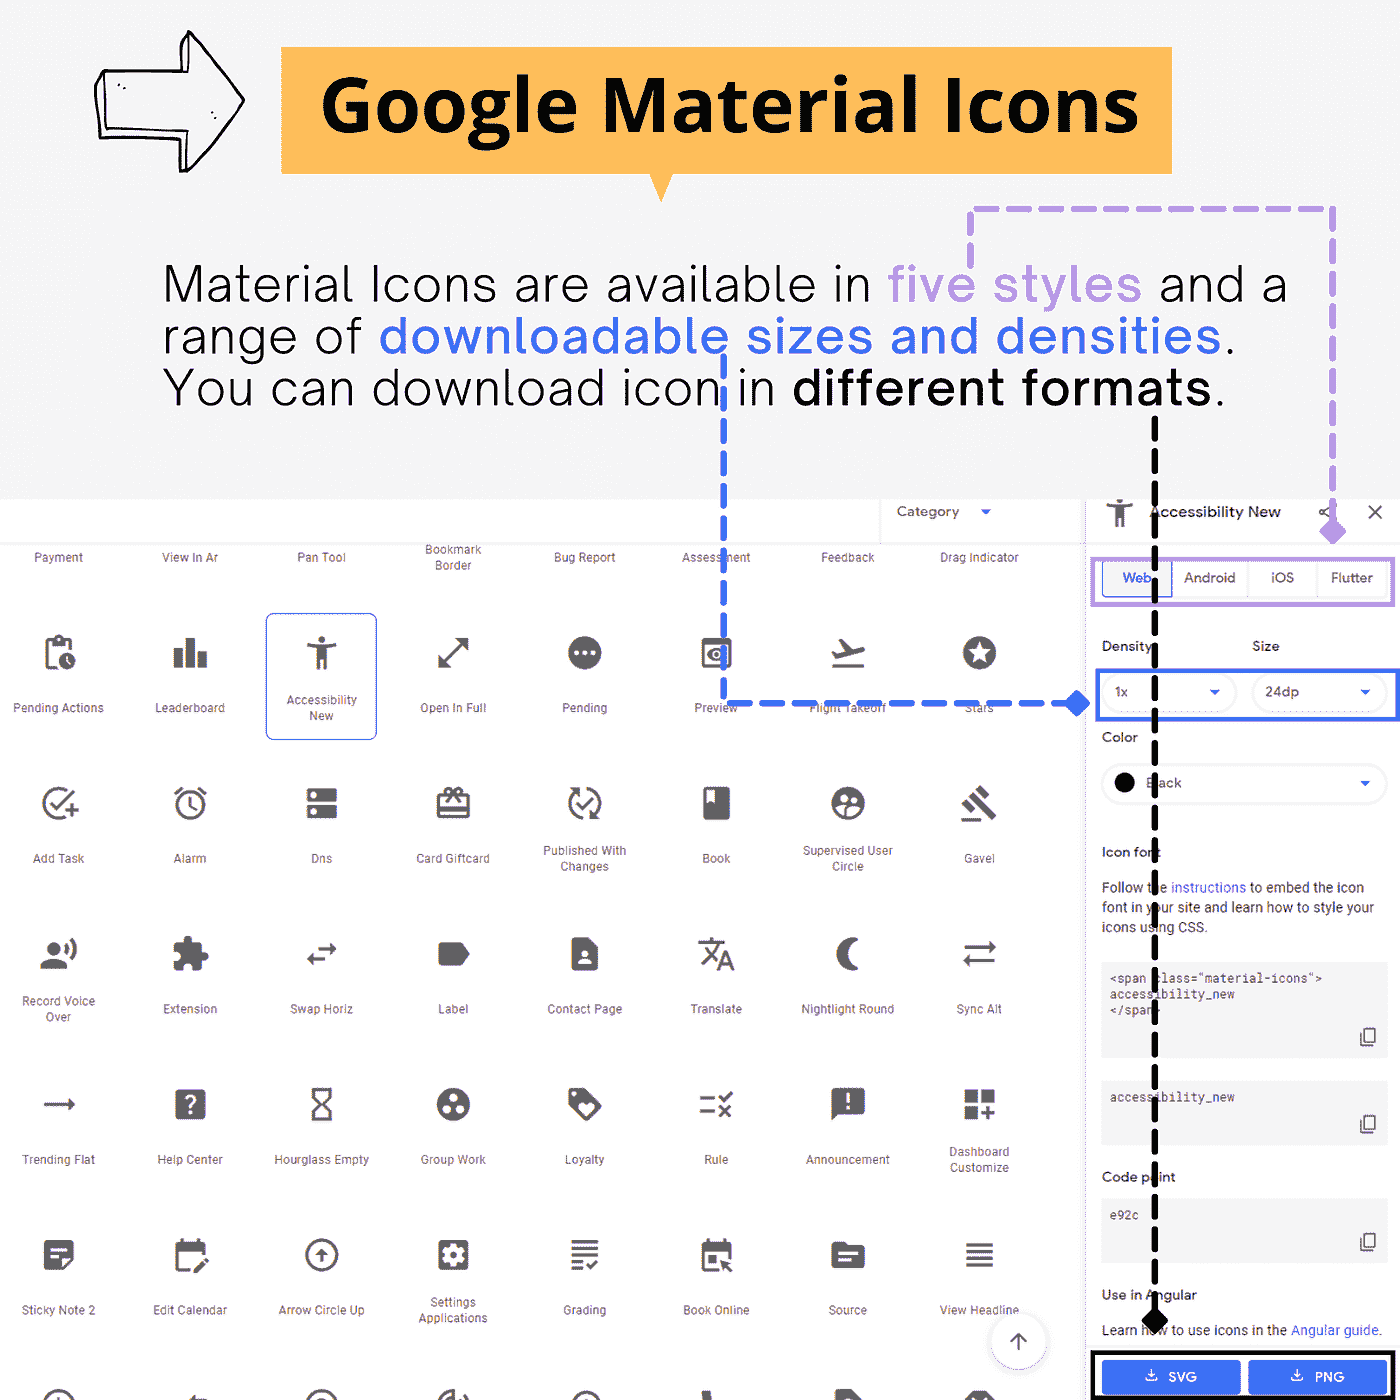 Google Material Icons
Material Icons are available in five styles and a
range of downloadable sizes and densities.
You can download icon in different formats.
Category
Accessibility New
Payment
View In Ar
Pan Tool
Bookmark
Border
Bug Report
Assessment
Feedback
Drag Indicator
Pending Actions
Leaderboard
Accessibility
New
Open In Full
Pending
Preview
Flight Takeoff
Stars
Add Task
Alarm
Dns
Card Giftcard
Published With
Changes
Book
Supervised User
Circle
Gavel
Record Voice
Over
Extension
Swap Horiz
Label
Contact Page
Translate
Nightlight Round
Sync Alt
Trending Flat
Help Center
Hourglass Empty
Group Work
Loyalty
Rule
Announcement
Dashboard
Customize
Sticky Note 2
Edit Calendar
Arrow Circle Up
Settings
Applications
Grading
Book Online
Source
View Headline
Web
Android
iOS
Flutter
Density
Size
1x
24dp
Color
Black
Icon font
Follow the instructions to embed the icon
font in your site and learn how to style your
icons using CSS.
<span class="material-icons">
accessibility_new
</span>
accessibility_new
Code point
e92c
Use in Angular
Learn how to use icons in the Angular guide.
SVG
PNG